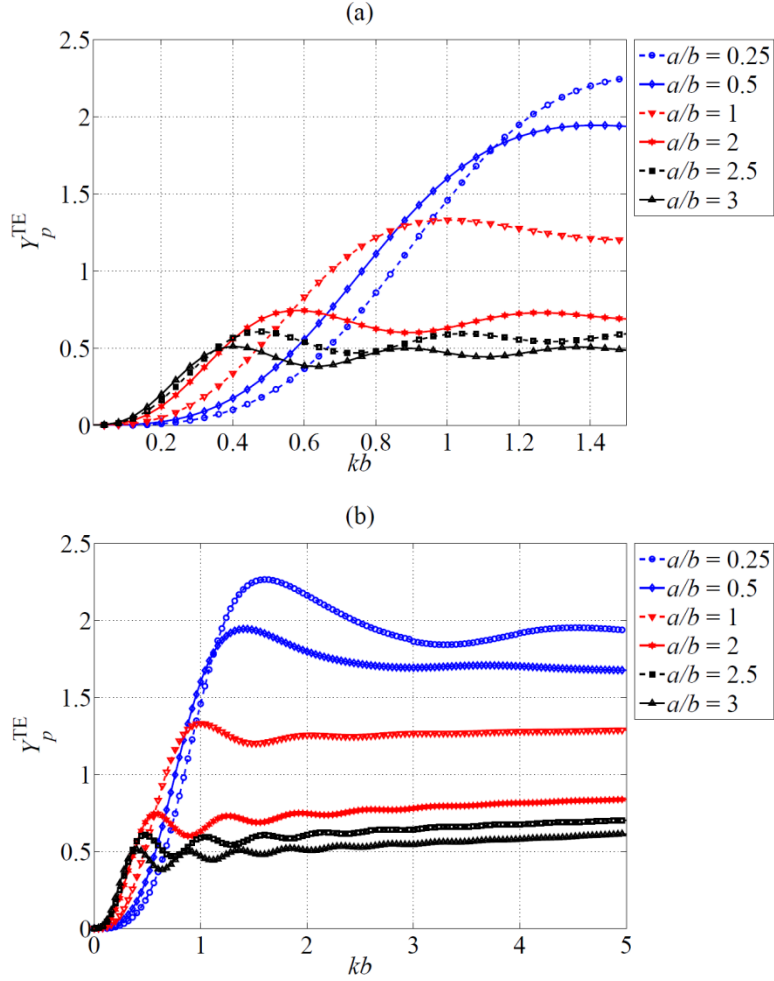 (a)
2.5
2
1.5
1
0.5
0
Y_p^TE
0.2 0.4 0.6 0.8 1 1.2 1.4
kb
a/b = 0.25
a/b = 0.5
a/b = 1
a/b = 2
a/b = 2.5
a/b = 3
(b)
2.5
2
1.5
1
0.5
0
Y_p^TE
0 1 2 3 4 5
kb
a/b = 0.25
a/b = 0.5
a/b = 1
a/b = 2
a/b = 2.5
a/b = 3